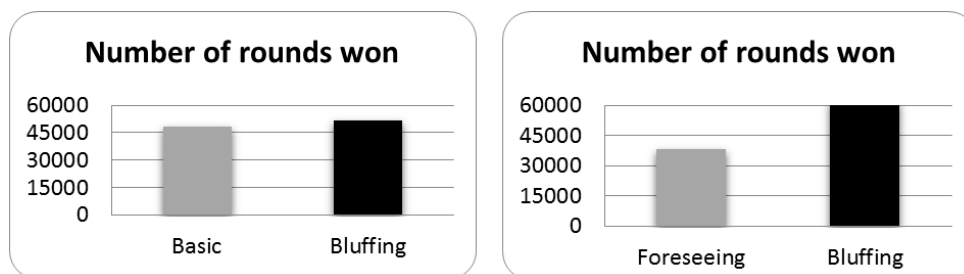 Number of rounds won
60000
45000
30000
15000
0
Basic Bluffing
Number of rounds won
60000
45000
30000
15000
0
Foreseeing Bluffing